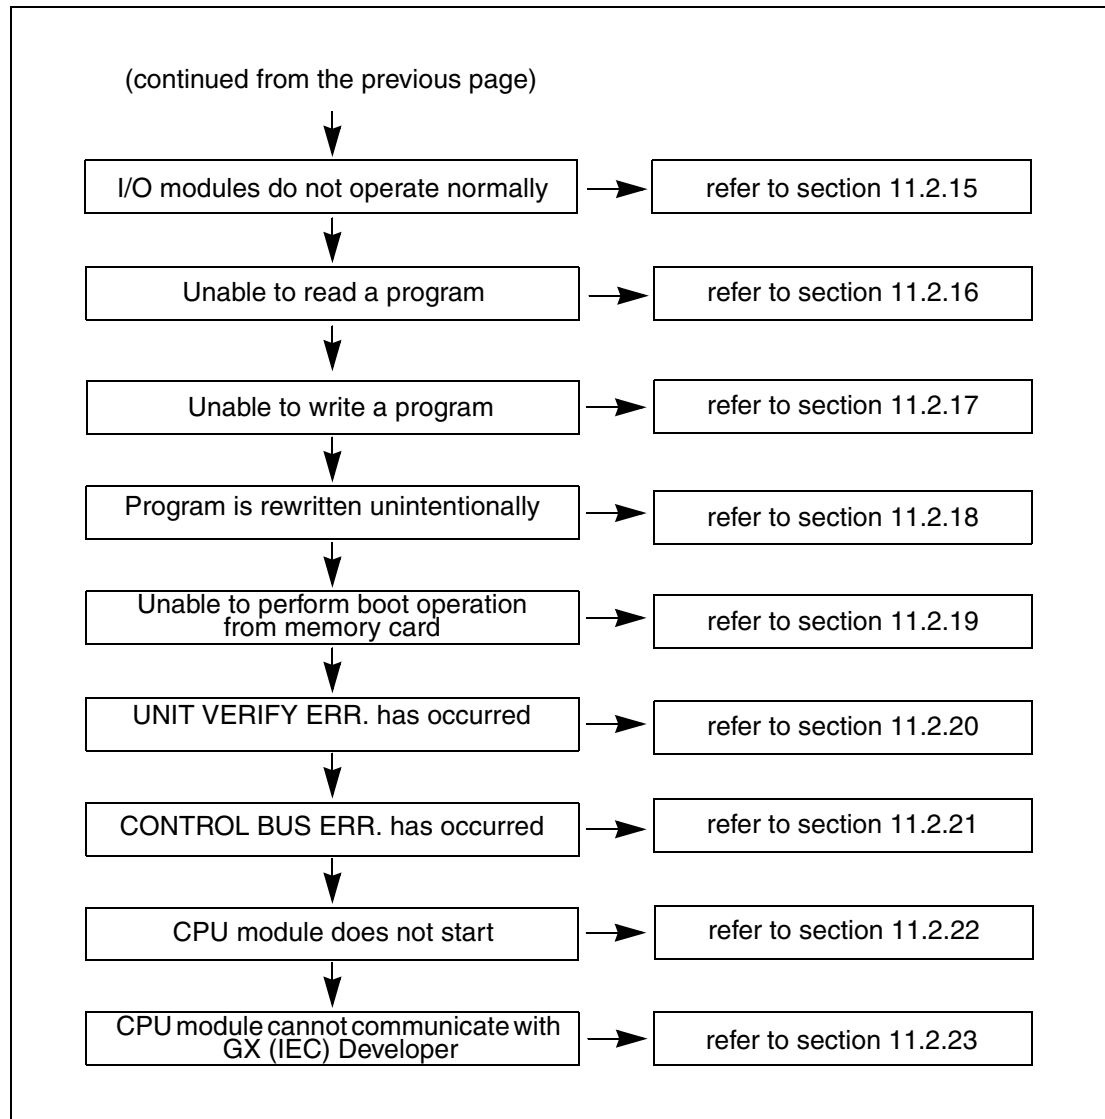 (continued from the previous page)
I/O modules do not operate normally
refer to section 11.2.15
Unable to read a program
refer to section 11.2.16
Unable to write a program
refer to section 11.2.17
Program is rewritten unintentionally
refer to section 11.2.18
Unable to perform boot operation
from memory card
refer to section 11.2.19
UNIT VERIFY ERR. has occurred
refer to section 11.2.20
CONTROL BUS ERR. has occurred
refer to section 11.2.21
CPU module does not start
refer to section 11.2.22
CPU module cannot communicate with
GX (IEC) Developer
refer to section 11.2.23